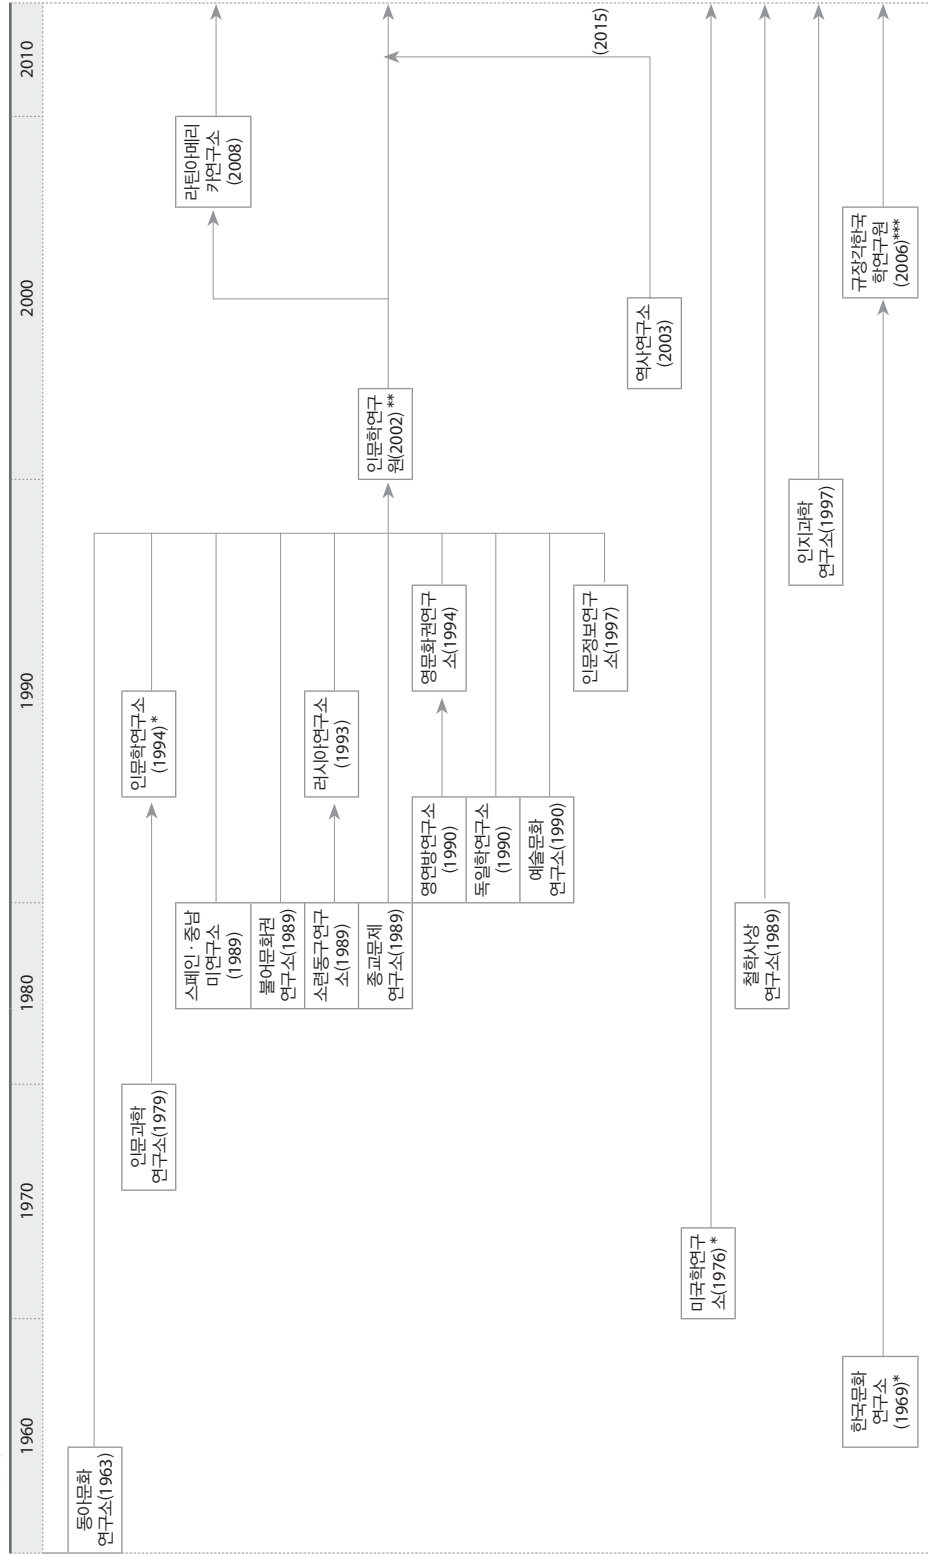 1960
1970
1980
1990
2000
2010
동아문화
연구소(1963)
인문과학
연구소(1979)
인문학연구소
(1994)*
스페인·중남
미연구소
(1989)
불어문화권
연구소(1989)
소련동구연구
소(1989)
러시아연구소
(1993)
종교문제
연구소(1989)
영연방연구소
(1990)
영문화권연구
소(1994)
독일학연구소
(1990)
예술문화
연구소(1990)
인문정보연구
소(1997)
인문학연구
원(2002) **
라틴아메리
카연구소
(2008)
역사연구소
(2003)
(2015)
미국학연구
소(1976) *
철학사상
연구소(1989)
인지과학
연구소(1997)
한국문화
연구소
(1969)*
규장각한국
학연구원
(2006)***